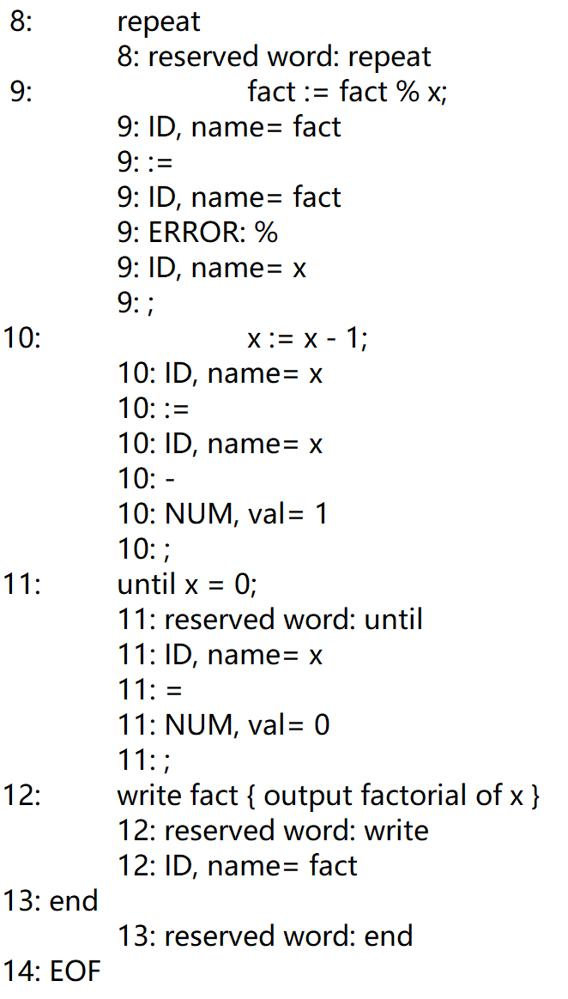 8: repeat
8: reserved word: repeat
9: fact := fact % x;
9: ID, name= fact
9: :=
9: ID, name= fact
9: ERROR: %
9: ID, name= x
9: ;
10: x := x - 1;
10: ID, name= x
10: :=
10: ID, name= x
10: -
10: NUM, val= 1
10: ;
11: until x = 0;
11: reserved word: until
11: ID, name= x
11: =
11: NUM, val= 0
11: ;
12: write fact { output factorial of x }
12: reserved word: write
12: ID, name= fact
13: end
13: reserved word: end
14: EOF